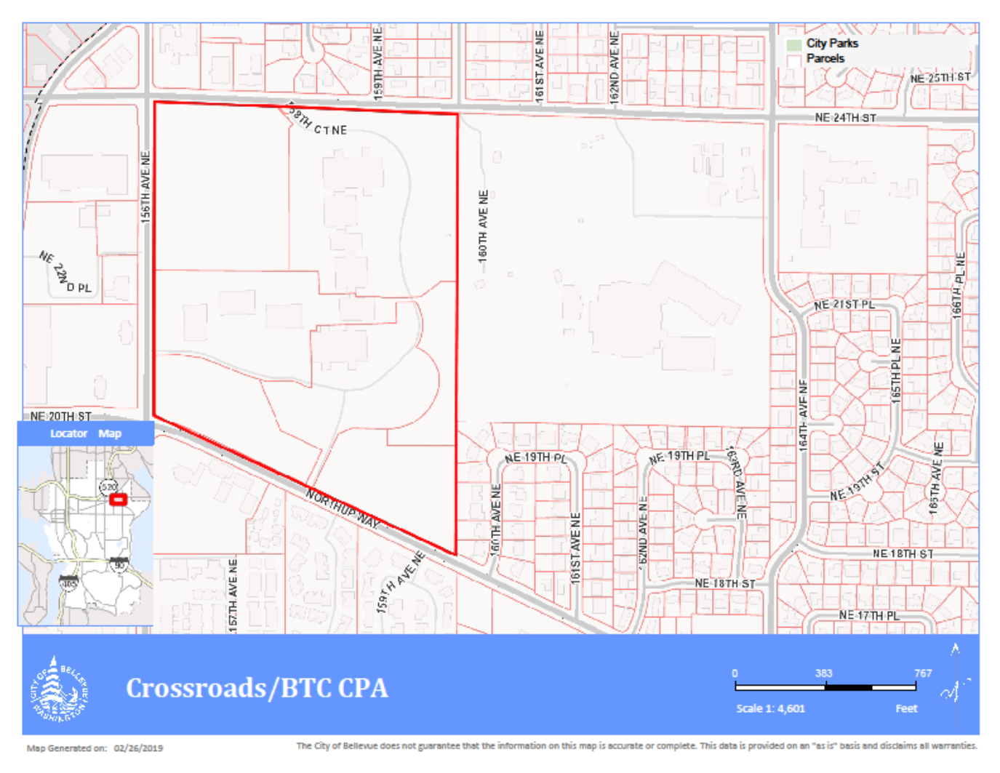 City Parks
Parcels
NE 25TH ST
159TH AVE NE
161ST AVE NE
162ND AVE NE
NE 24TH ST
158TH CT NE
156TH AVE NE
160TH AVE NE
NE 22ND PL
166TH PL NE
NE 21ST PL
165TH PL NE
NE 20TH ST
164TH AVE NE
Locator Map
520
90
405
NE 19TH PL
NE 19TH PL
163RD AVE NE
NE 19TH ST
166TH AVE NE
NORTHUP WAY
160TH AVE NE
161ST AVE NE
162ND AVE NE
NE 18TH ST
NE 18TH ST
157TH AVE NE
159TH AVE NE
NE 17TH PL
CITY OF BELLEVUE
WASHINGTON
Crossroads/BTC CPA
0 383 767
Scale 1: 4,601 Feet
Map Generated on: 02/26/2019
The City of Bellevue does not guarantee that the information on this map is accurate or complete. This data is provided on an "as is" basis and disclaims all warranties.